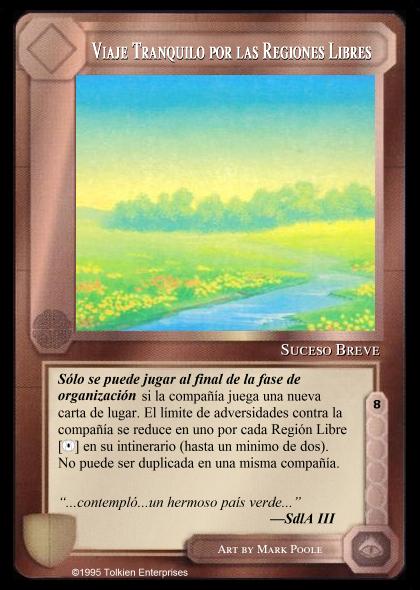 Viaje Tranquilo por las Regiones Libres
Suceso Breve
Sólo se puede jugar al final de la fase de
organización si la compañía juega una nueva
carta de lugar. El límite de adversidades contra la
compañía se reduce en uno por cada Región Libre
[ ] en su intinerario (hasta un minimo de dos).
No puede ser duplicada en una misma compañía.
8
“...contempló...un hermoso país verde...”
—SdlA III
Art by Mark Poole
©1995 Tolkien Enterprises